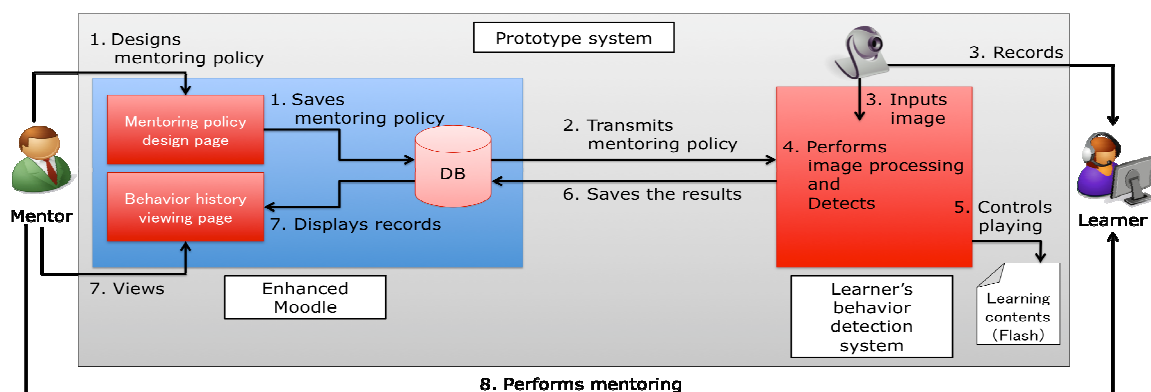 1. Designs
mentoring policy
Prototype system
3. Records
1. Saves
mentoring policy
3. Inputs
image
Mentoring policy
design page
2. Transmits
mentoring policy
4. Performs
image processing
and
Detects
DB
Behavior history
viewing page
6. Saves the results
7. Displays records
5. Controls
playing
Mentor
Learner
7. Views
Enhanced
Moodle
Learner's
behavior
detection
system
Learning
contents
(Flash)
8. Performs mentoring